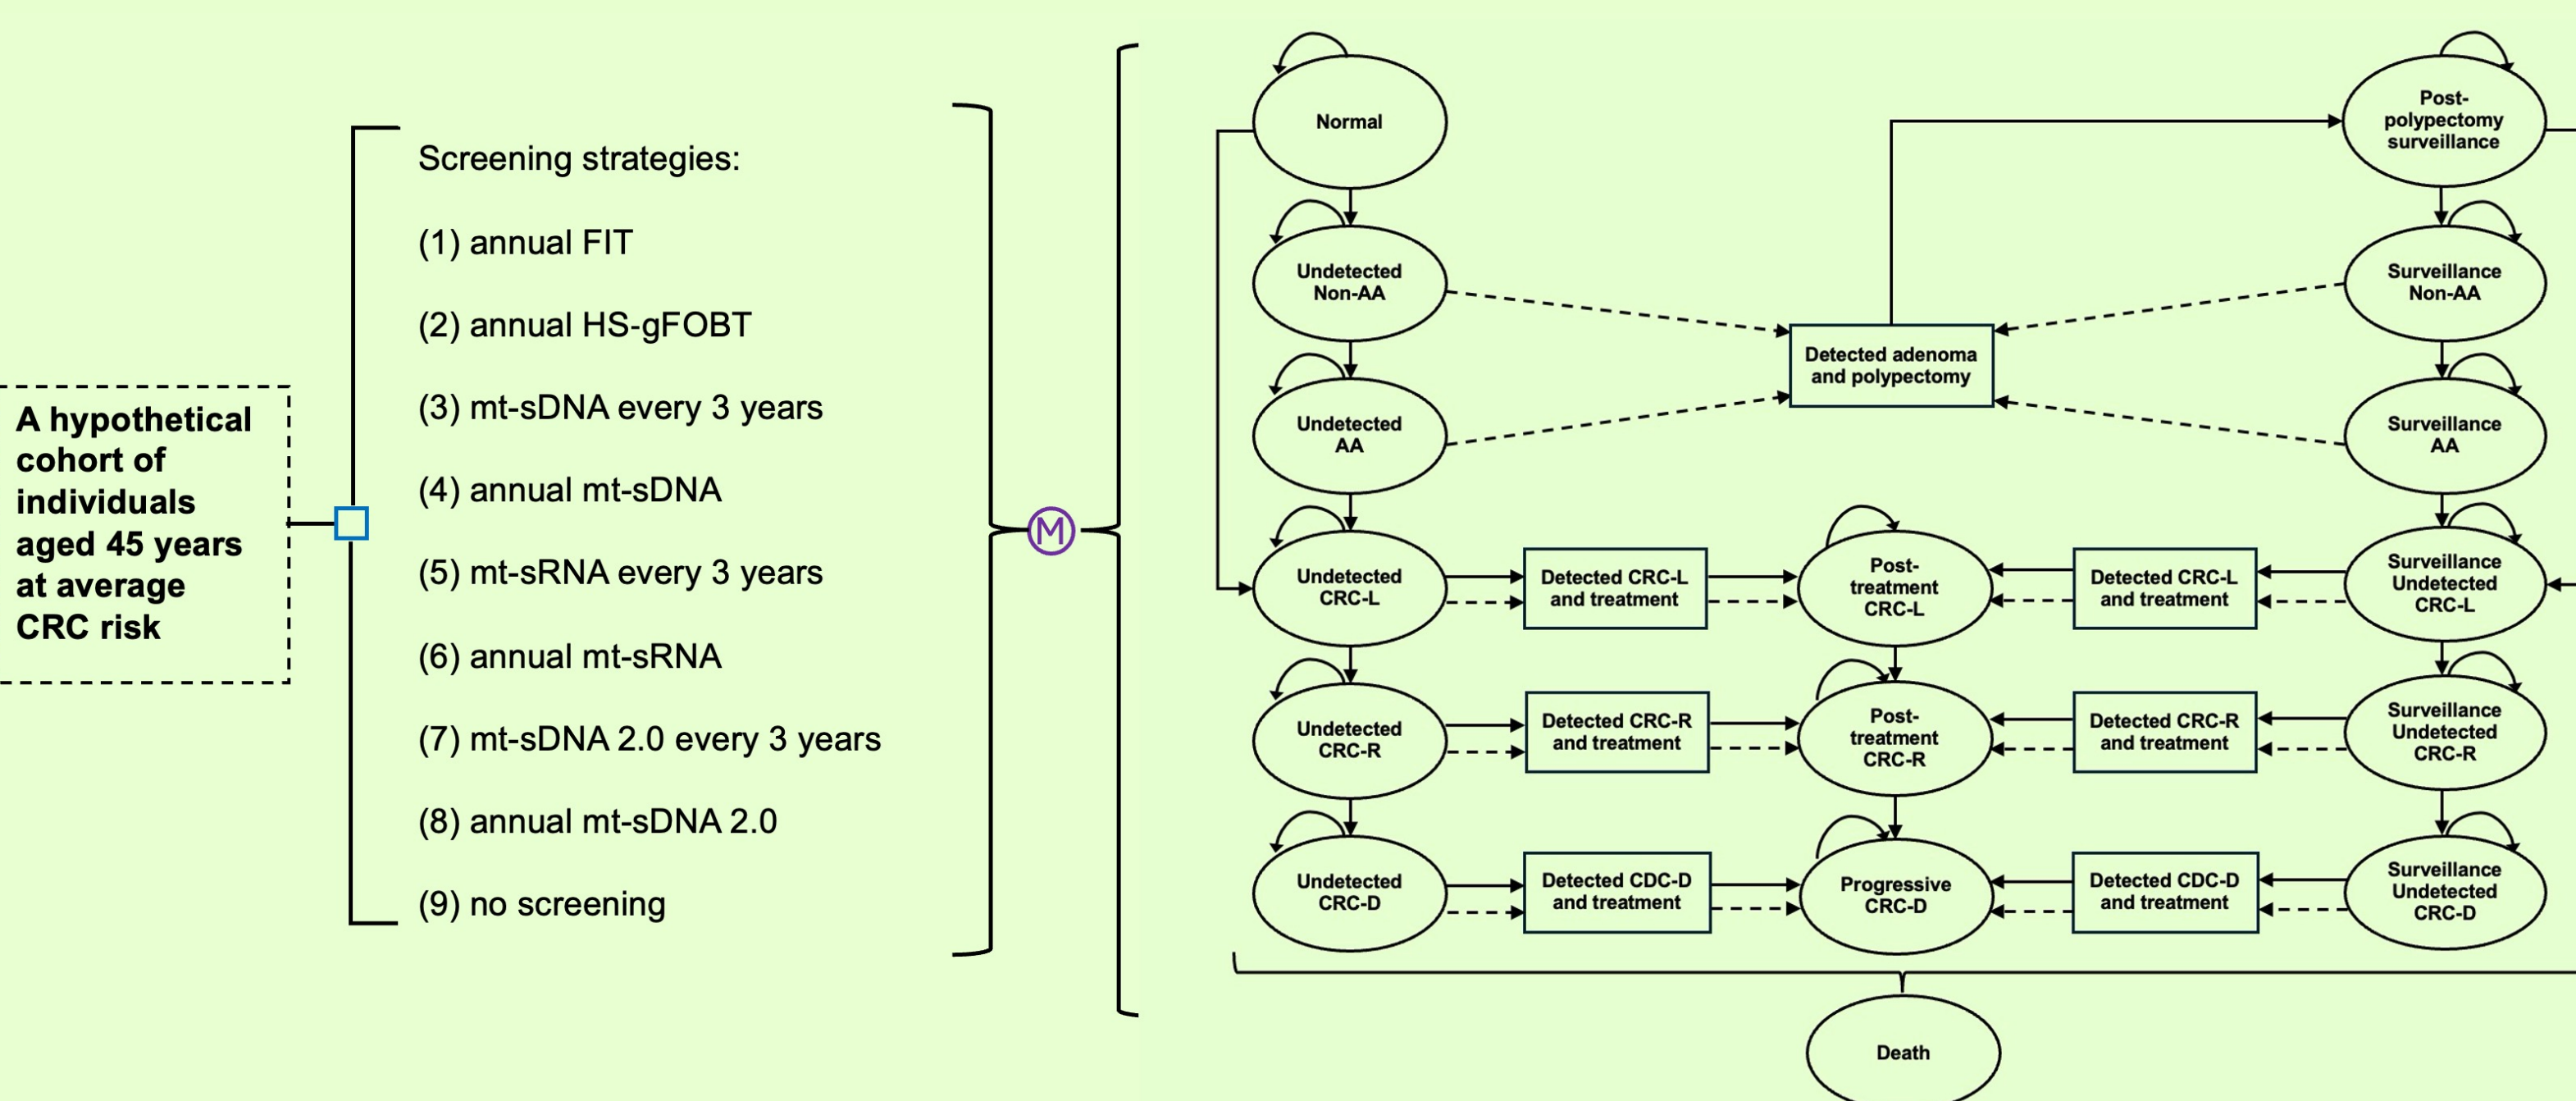 A hypothetical
cohort of
individuals
aged 45 years
at average
CRC risk
Screening strategies:
(1) annual FIT
(2) annual HS-gFOBT
(3) mt-sDNA every 3 years
(4) annual mt-sDNA
(5) mt-sRNA every 3 years
(6) annual mt-sRNA
(7) mt-sDNA 2.0 every 3 years
(8) annual mt-sDNA 2.0
(9) no screening
M
Normal
Undetected
Non-AA
Undetected
AA
Undetected
CRC-L
Undetected
CRC-R
Undetected
CRC-D
Detected adenoma
and polypectomy
Detected CRC-L
and treatment
Detected CRC-R
and treatment
Detected CDC-D
and treatment
Post-
treatment
CRC-L
Post-
treatment
CRC-R
Progressive
CRC-D
Detected CRC-L
and treatment
Detected CRC-R
and treatment
Detected CDC-D
and treatment
Post-
polypectomy
surveillance
Surveillance
Non-AA
Surveillance
AA
Surveillance
Undetected
CRC-L
Surveillance
Undetected
CRC-R
Surveillance
Undetected
CRC-D
Death